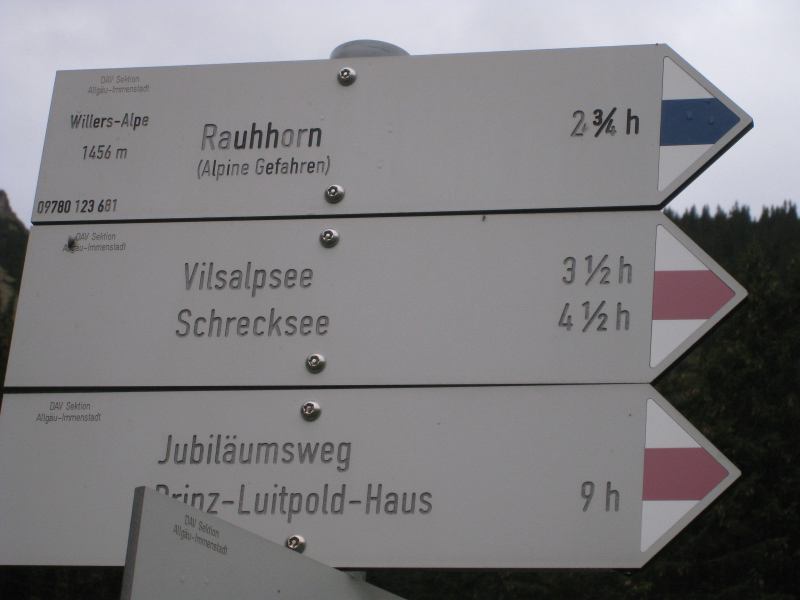 DAV Sektion
Allgäu-Immenstadt
Willers-Alpe
1456 m
Rauhhorn 2 ¾ h
(Alpine Gefahren)
09780 123 681
DAV Sektion
Allgäu-Immenstadt
Vilsalpsee 3 ½ h
Schrecksee 4 ½ h
DAV Sektion
Allgäu-Immenstadt
Jubiläumsweg
Prinz-Luitpold-Haus 9 h
DAV Sektion
Allgäu-Immenstadt